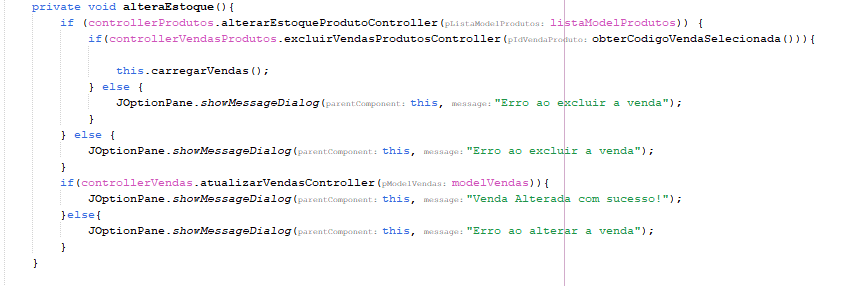 private void alteraEstoque(){
if (controllerProdutos.alterarEstoqueProdutoController(pListaModelProdutos: listaModelProdutos)) {
if(controllerVendasProdutos.excluirVendasProdutosController(pIdVendaProduto: obterCodigoVendaSelecionada())){
this.carregarVendas();
} else {
JOptionPane.showMessageDialog(parentComponent: this, message: "Erro ao excluir a venda");
}
} else {
JOptionPane.showMessageDialog(parentComponent: this, message: "Erro ao excluir a venda");
}
if(controllerVendas.atualizarVendasController(pModelVendas: modelVendas)){
JOptionPane.showMessageDialog(parentComponent: this, message: "Venda Alterada com sucesso!");
}else{
JOptionPane.showMessageDialog(parentComponent: this, message: "Erro ao alterar a venda");
}
}